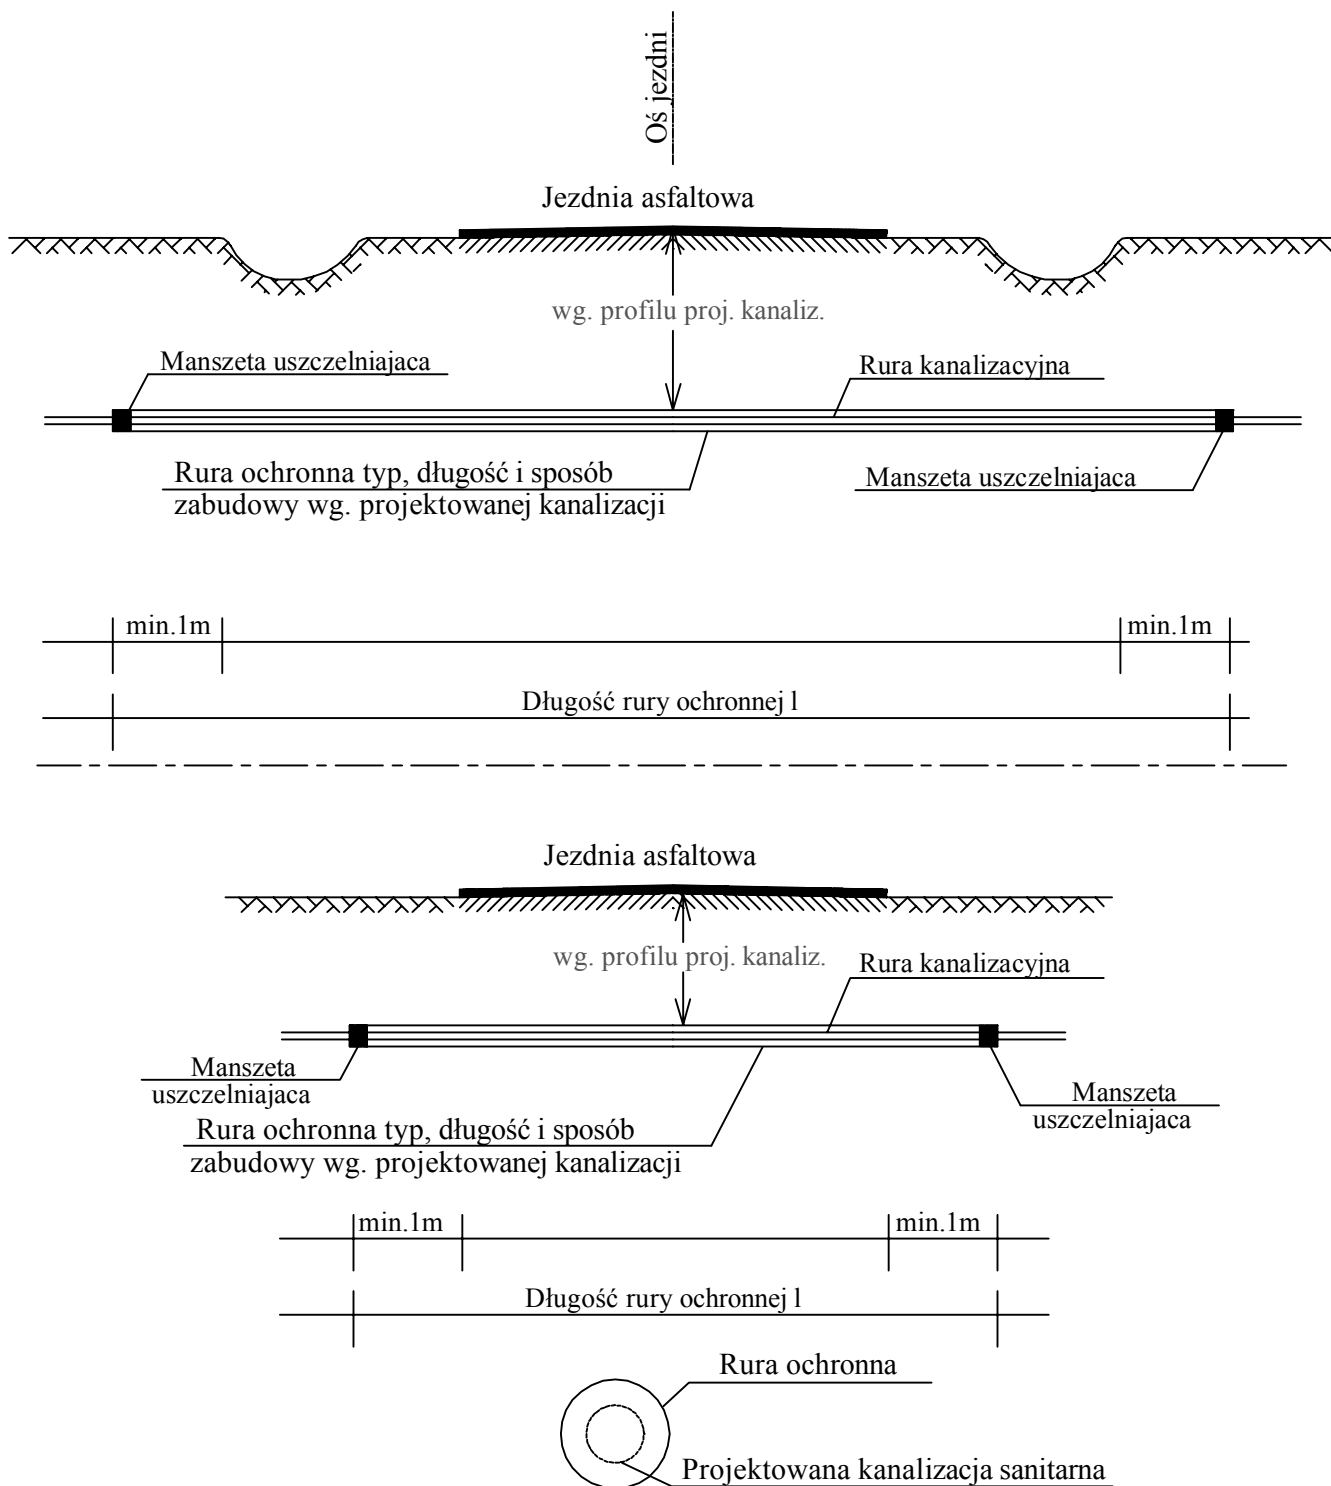 Oś jezdni
Jezdnia asfaltowa
wg. profilu proj. kanaliz.
Manszeta uszczelniajaca
Rura kanalizacyjna
Rura ochronna typ, długość i sposób
zabudowy wg. projektowanej kanalizacji
Manszeta uszczelniajaca
min.1m
min.1m
Długość rury ochronnej l
Jezdnia asfaltowa
wg. profilu proj. kanaliz.
Rura kanalizacyjna
Manszeta
uszczelniajaca
Manszeta
uszczelniajaca
Rura ochronna typ, długość i sposób
zabudowy wg. projektowanej kanalizacji
min.1m
min.1m
Długość rury ochronnej l
Rura ochronna
Projektowana kanalizacja sanitarna